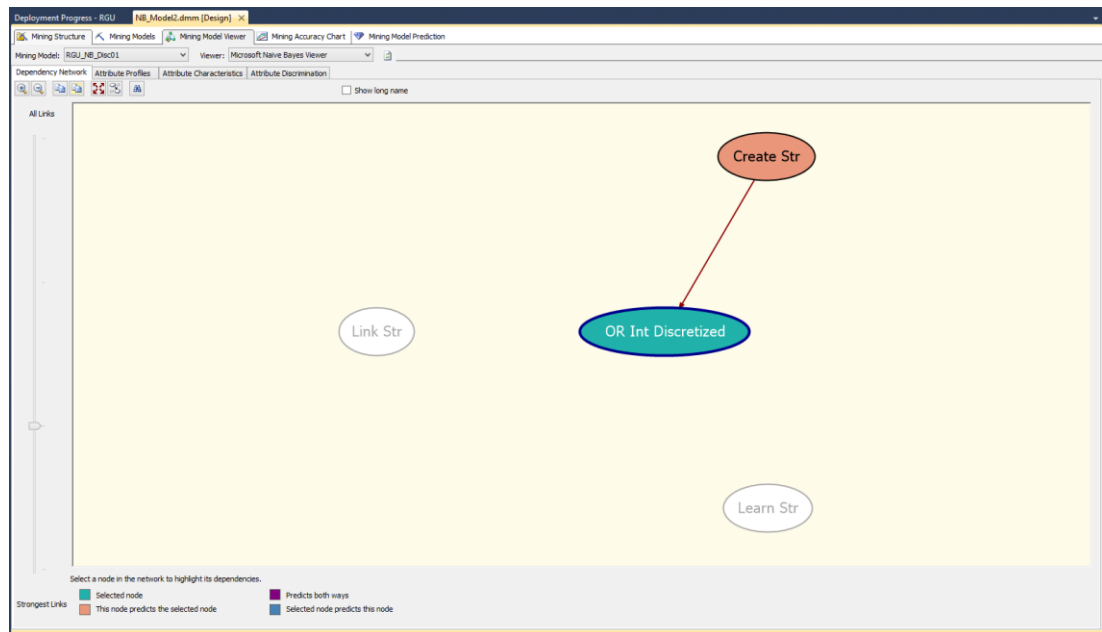 Deployment Progress - RGU NB_Model2.dmm [Design]
Mining Structure Mining Models Mining Model Viewer Mining Accuracy Chart Mining Model Prediction
Mining Model: RGU_NB_Disc01 Viewer: Microsoft Naive Bayes Viewer
Dependency Network Attribute Profiles Attribute Characteristics Attribute Discrimination
Show long name
All Links
Create Str
Link Str OR Int Discretized
Learn Str
Select a node in the network to highlight its dependencies.
Selected node Predicts both ways
Strongest Links
This node predicts the selected node Selected node predicts this node